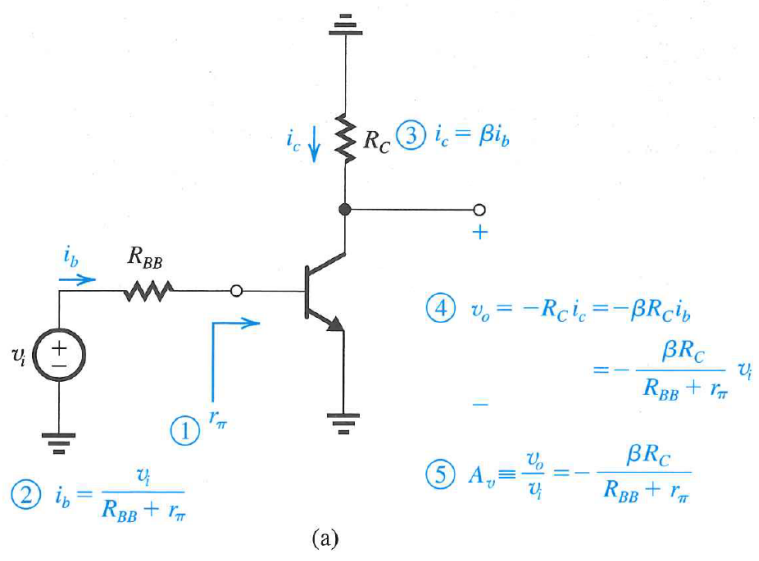 i_c R_C ③ i_c = βi_b
+
i_b R_BB
④ v_o = −R_C i_c = −βR_C i_b
= − βR_C / (R_BB + r_π) v_i
+
−
v_i
−
① r_π
② i_b = v_i / (R_BB + r_π)
⑤ A_v ≡ v_o / v_i = − βR_C / (R_BB + r_π)
(a)